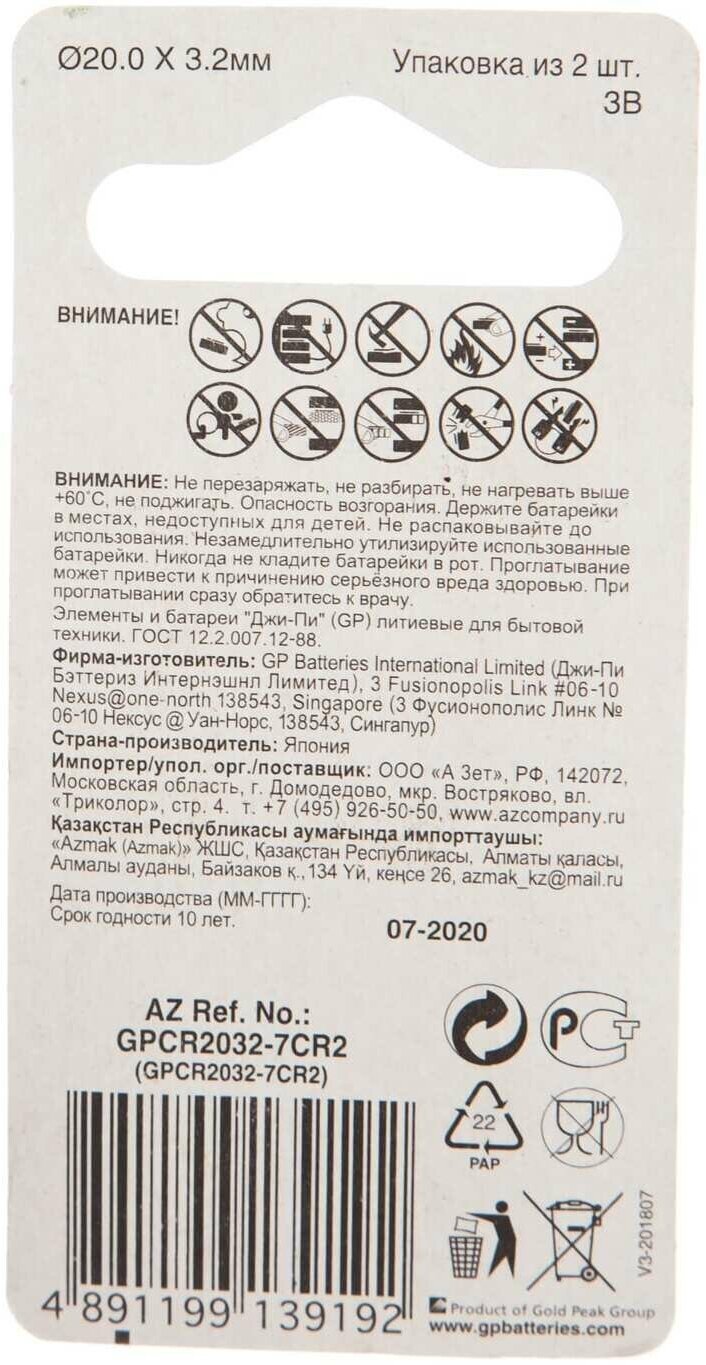 Ø20.0 X 3.2мм
Упаковка из 2 шт.
3В
ВНИМАНИЕ!
ВНИМАНИЕ: Не перезаряжать, не разбирать, не нагревать выше
+60°С, не поджигать. Опасность возгорания. Держите батарейки
в местах, недоступных для детей. Не распаковывайте до
использования. Незамедлительно утилизируйте использованные
батарейки. Никогда не кладите батарейки в рот. Проглатывание
может привести к причинению серьёзного вреда здоровью. При
проглатывании сразу обратитесь к врачу.
Элементы и батареи "Джи-Пи" (GP) литиевые для бытовой
техники. ГОСТ 12.2.007.12-88.
Фирма-изготовитель: GP Batteries International Limited (Джи-Пи
Бэттериз Интернэшнл Лимитед), 3 Fusionopolis Link #06-10
Nexus@one-north 138543, Singapore (3 Фусионополис Линк №
06-10 Нексус @ Уан-Норс, 138543, Сингапур)
Страна-производитель: Япония
Импортер/упол. орг./поставщик: ООО «А Зет», РФ, 142072,
Московская область, г. Домодедово, мкр. Востряково, вл.
«Триколор», стр. 4. т. +7 (495) 926-50-50, www.azcompany.ru
Қазақстан Республикасы аумағында импорттаушы:
«Azmak (Azmak)» ЖШС, Қазақстан Республикасы, Алматы қаласы,
Алмалы ауданы, Байзаков қ.,134 Үй, кеңсе 26, azmak_kz@mail.ru
Дата производства (ММ-ГГГГ):
Срок годности 10 лет.
07-2020
AZ Ref. No.:
GPCR2032-7CR2
(GPCR2032-7CR2)
РСТ
22
PAP
V3-201807
4 891199 139192
Product of Gold Peak Group
www.gpbatteries.com